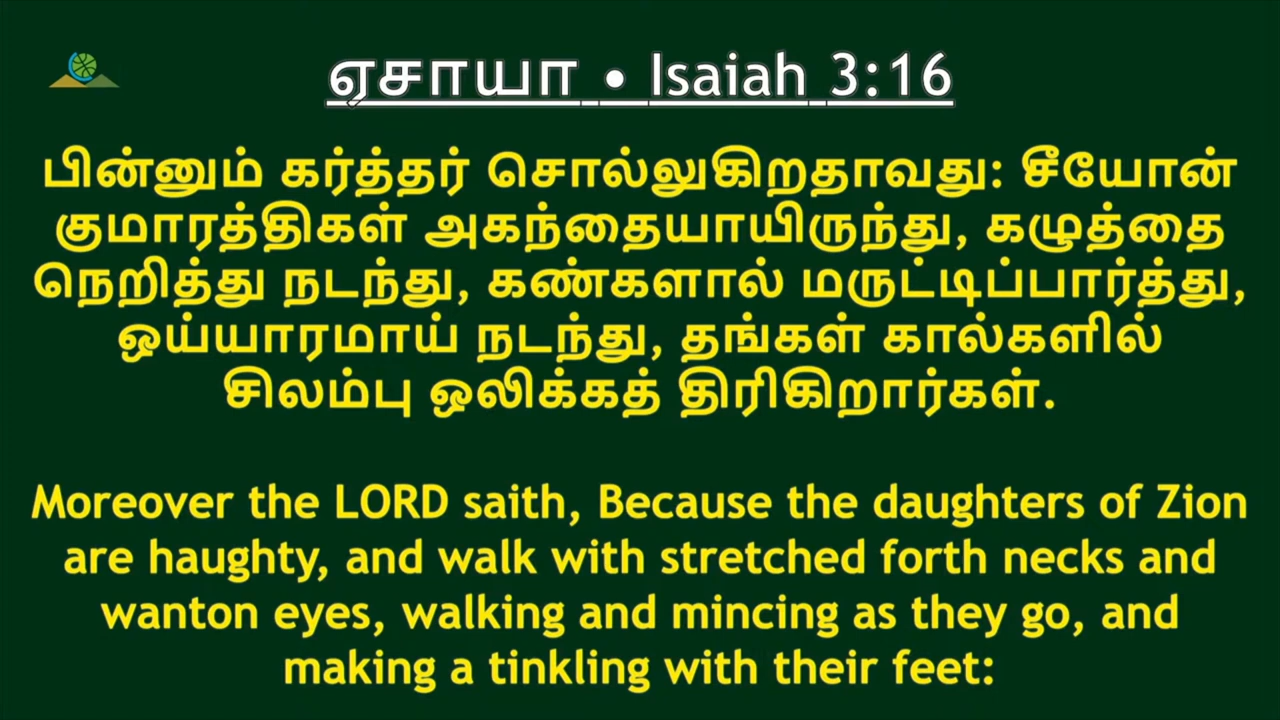 ஏசாயா • Isaiah 3:16
பின்னும் கர்த்தர் சொல்லுகிறதாவது: சீயோன்
குமாரத்திகள் அகந்தையாயிருந்து, கழுத்தை
நெறித்து நடந்து, கண்களால் மருட்டிப்பார்த்து,
ஒய்யாரமாய் நடந்து, தங்கள் கால்களில்
சிலம்பு ஒலிக்கத் திரிகிறார்கள்.
Moreover the LORD saith, Because the daughters of Zion
are haughty, and walk with stretched forth necks and
wanton eyes, walking and mincing as they go, and
making a tinkling with their feet: